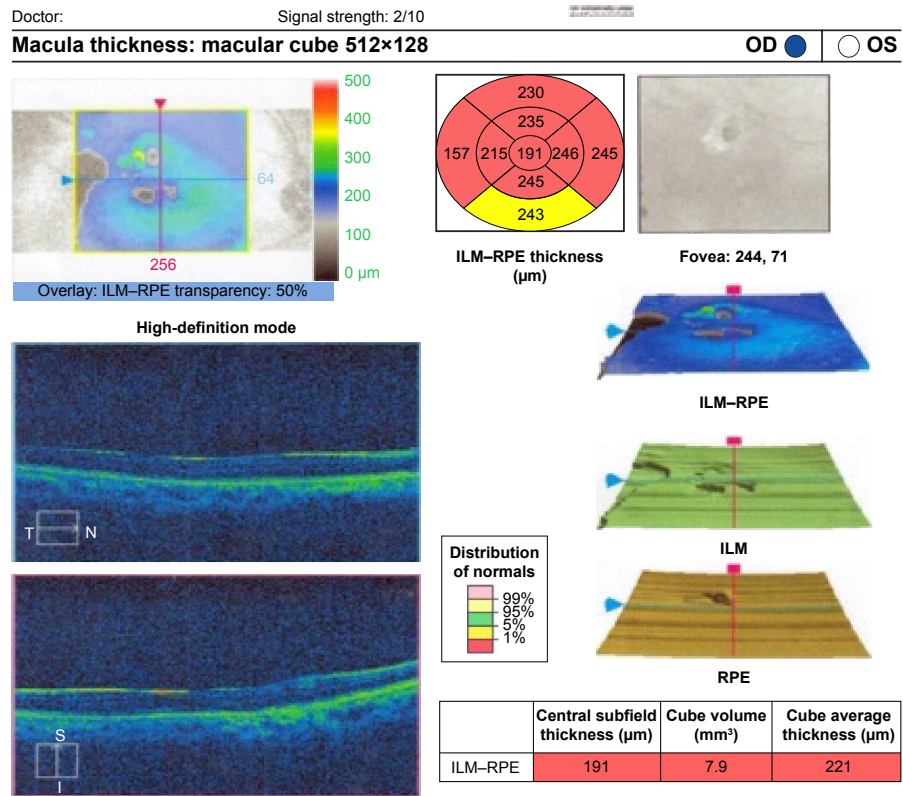 Doctor: Signal strength: 2/10
Macula thickness: macular cube 512×128 OD OS
500
400
300
200
100
0 µm
64
256
Overlay: ILM–RPE transparency: 50%
230
235
157 215 191 246 245
245
243
ILM–RPE thickness
(µm)
Fovea: 244, 71
High-definition mode
T N
S
I
ILM–RPE
ILM
RPE
Distribution
of normals
99%
95%
5%
1%
Central subfield thickness (µm) Cube volume (mm³) Cube average thickness (µm)
ILM–RPE 191 7.9 221